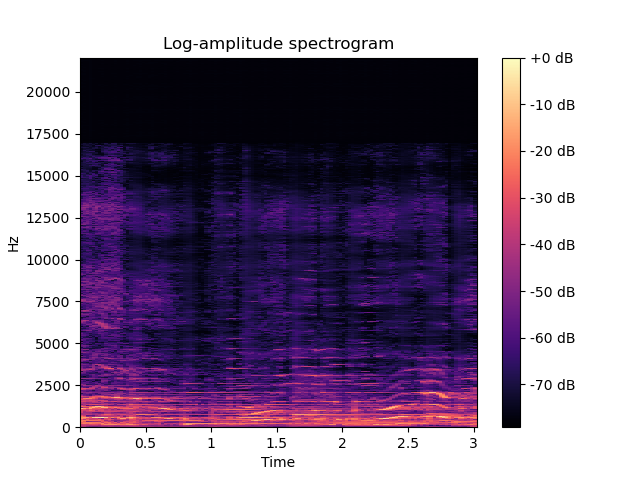 Log-amplitude spectrogram
Hz
20000
17500
15000
12500
10000
7500
5000
2500
0
0 0.5 1 1.5 2 2.5 3
Time
+0 dB
-10 dB
-20 dB
-30 dB
-40 dB
-50 dB
-60 dB
-70 dB